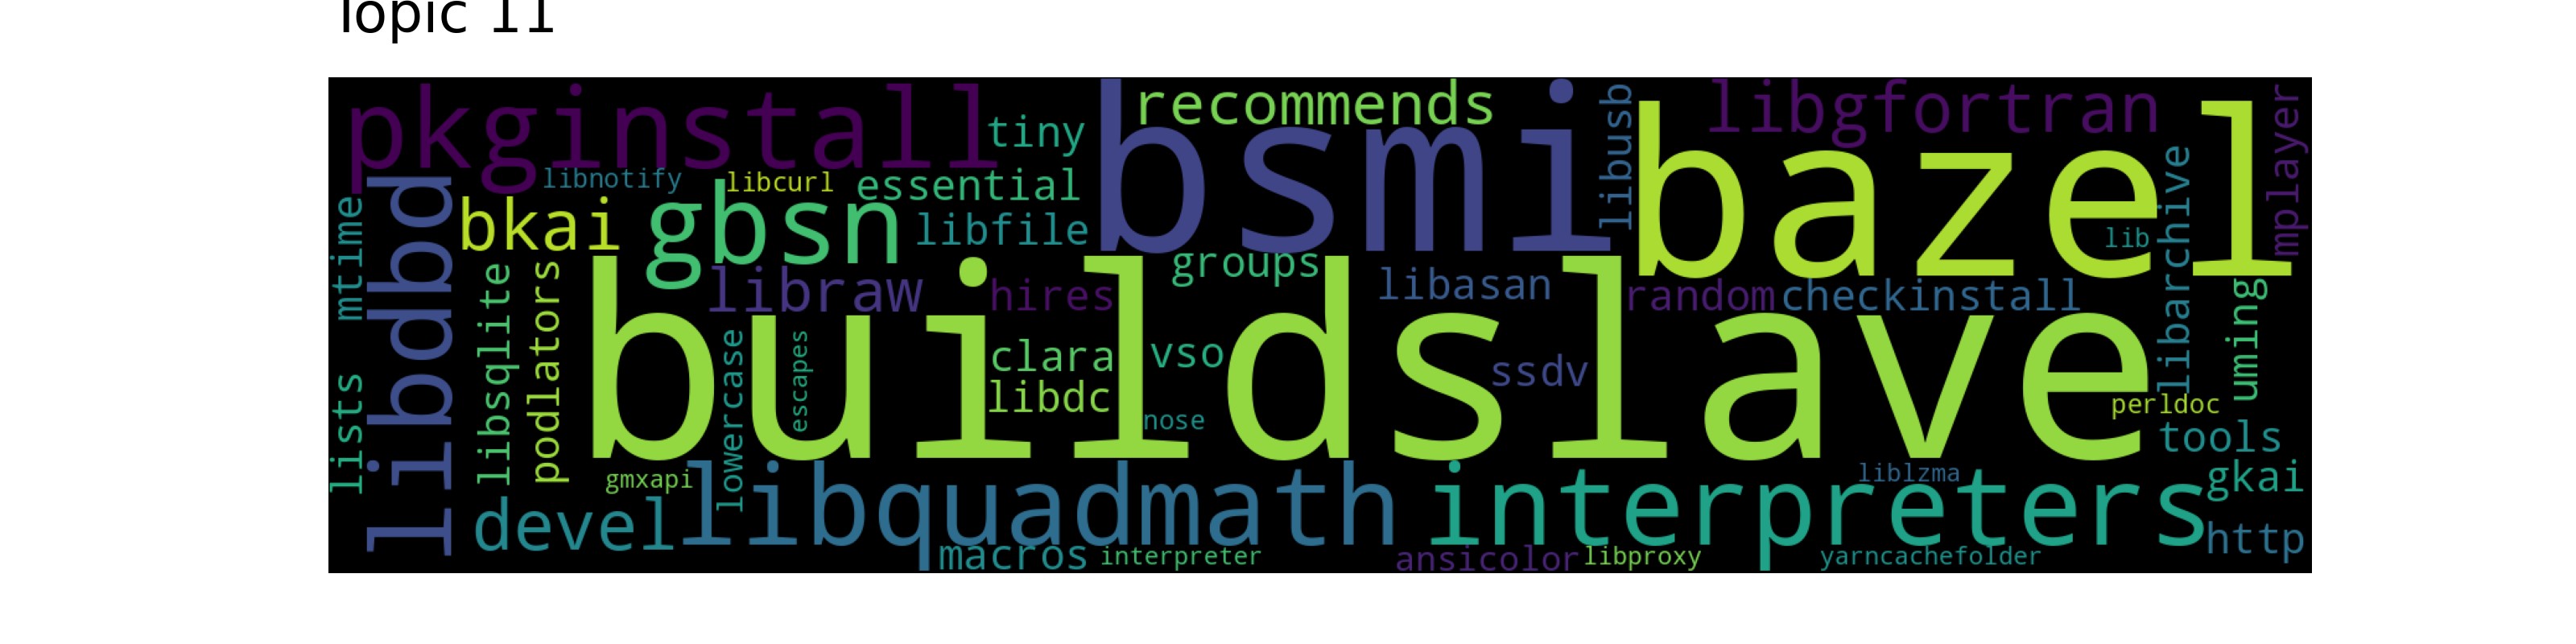 Topic 11
pkginstall
tiny
recommends
bsmi
libusb
libgfortran
bazel
mplayer
libnotify
libcurl
essential
libdbd
mtime
bkai
gbsn
libfile
lib
libarchive
groups
libraw
hires
libasan
random
checkinstall
uming
libsqlite
podlators
buildslave
lowercase
escapes
clara
vso
libdc
ssdv
nose
perldoc
lists
tools
gmxapi
liblzma
gkai
devel
libquadmath
interpreters
http
macros
interpreter
ansicolor
libproxy
yarncachefolder